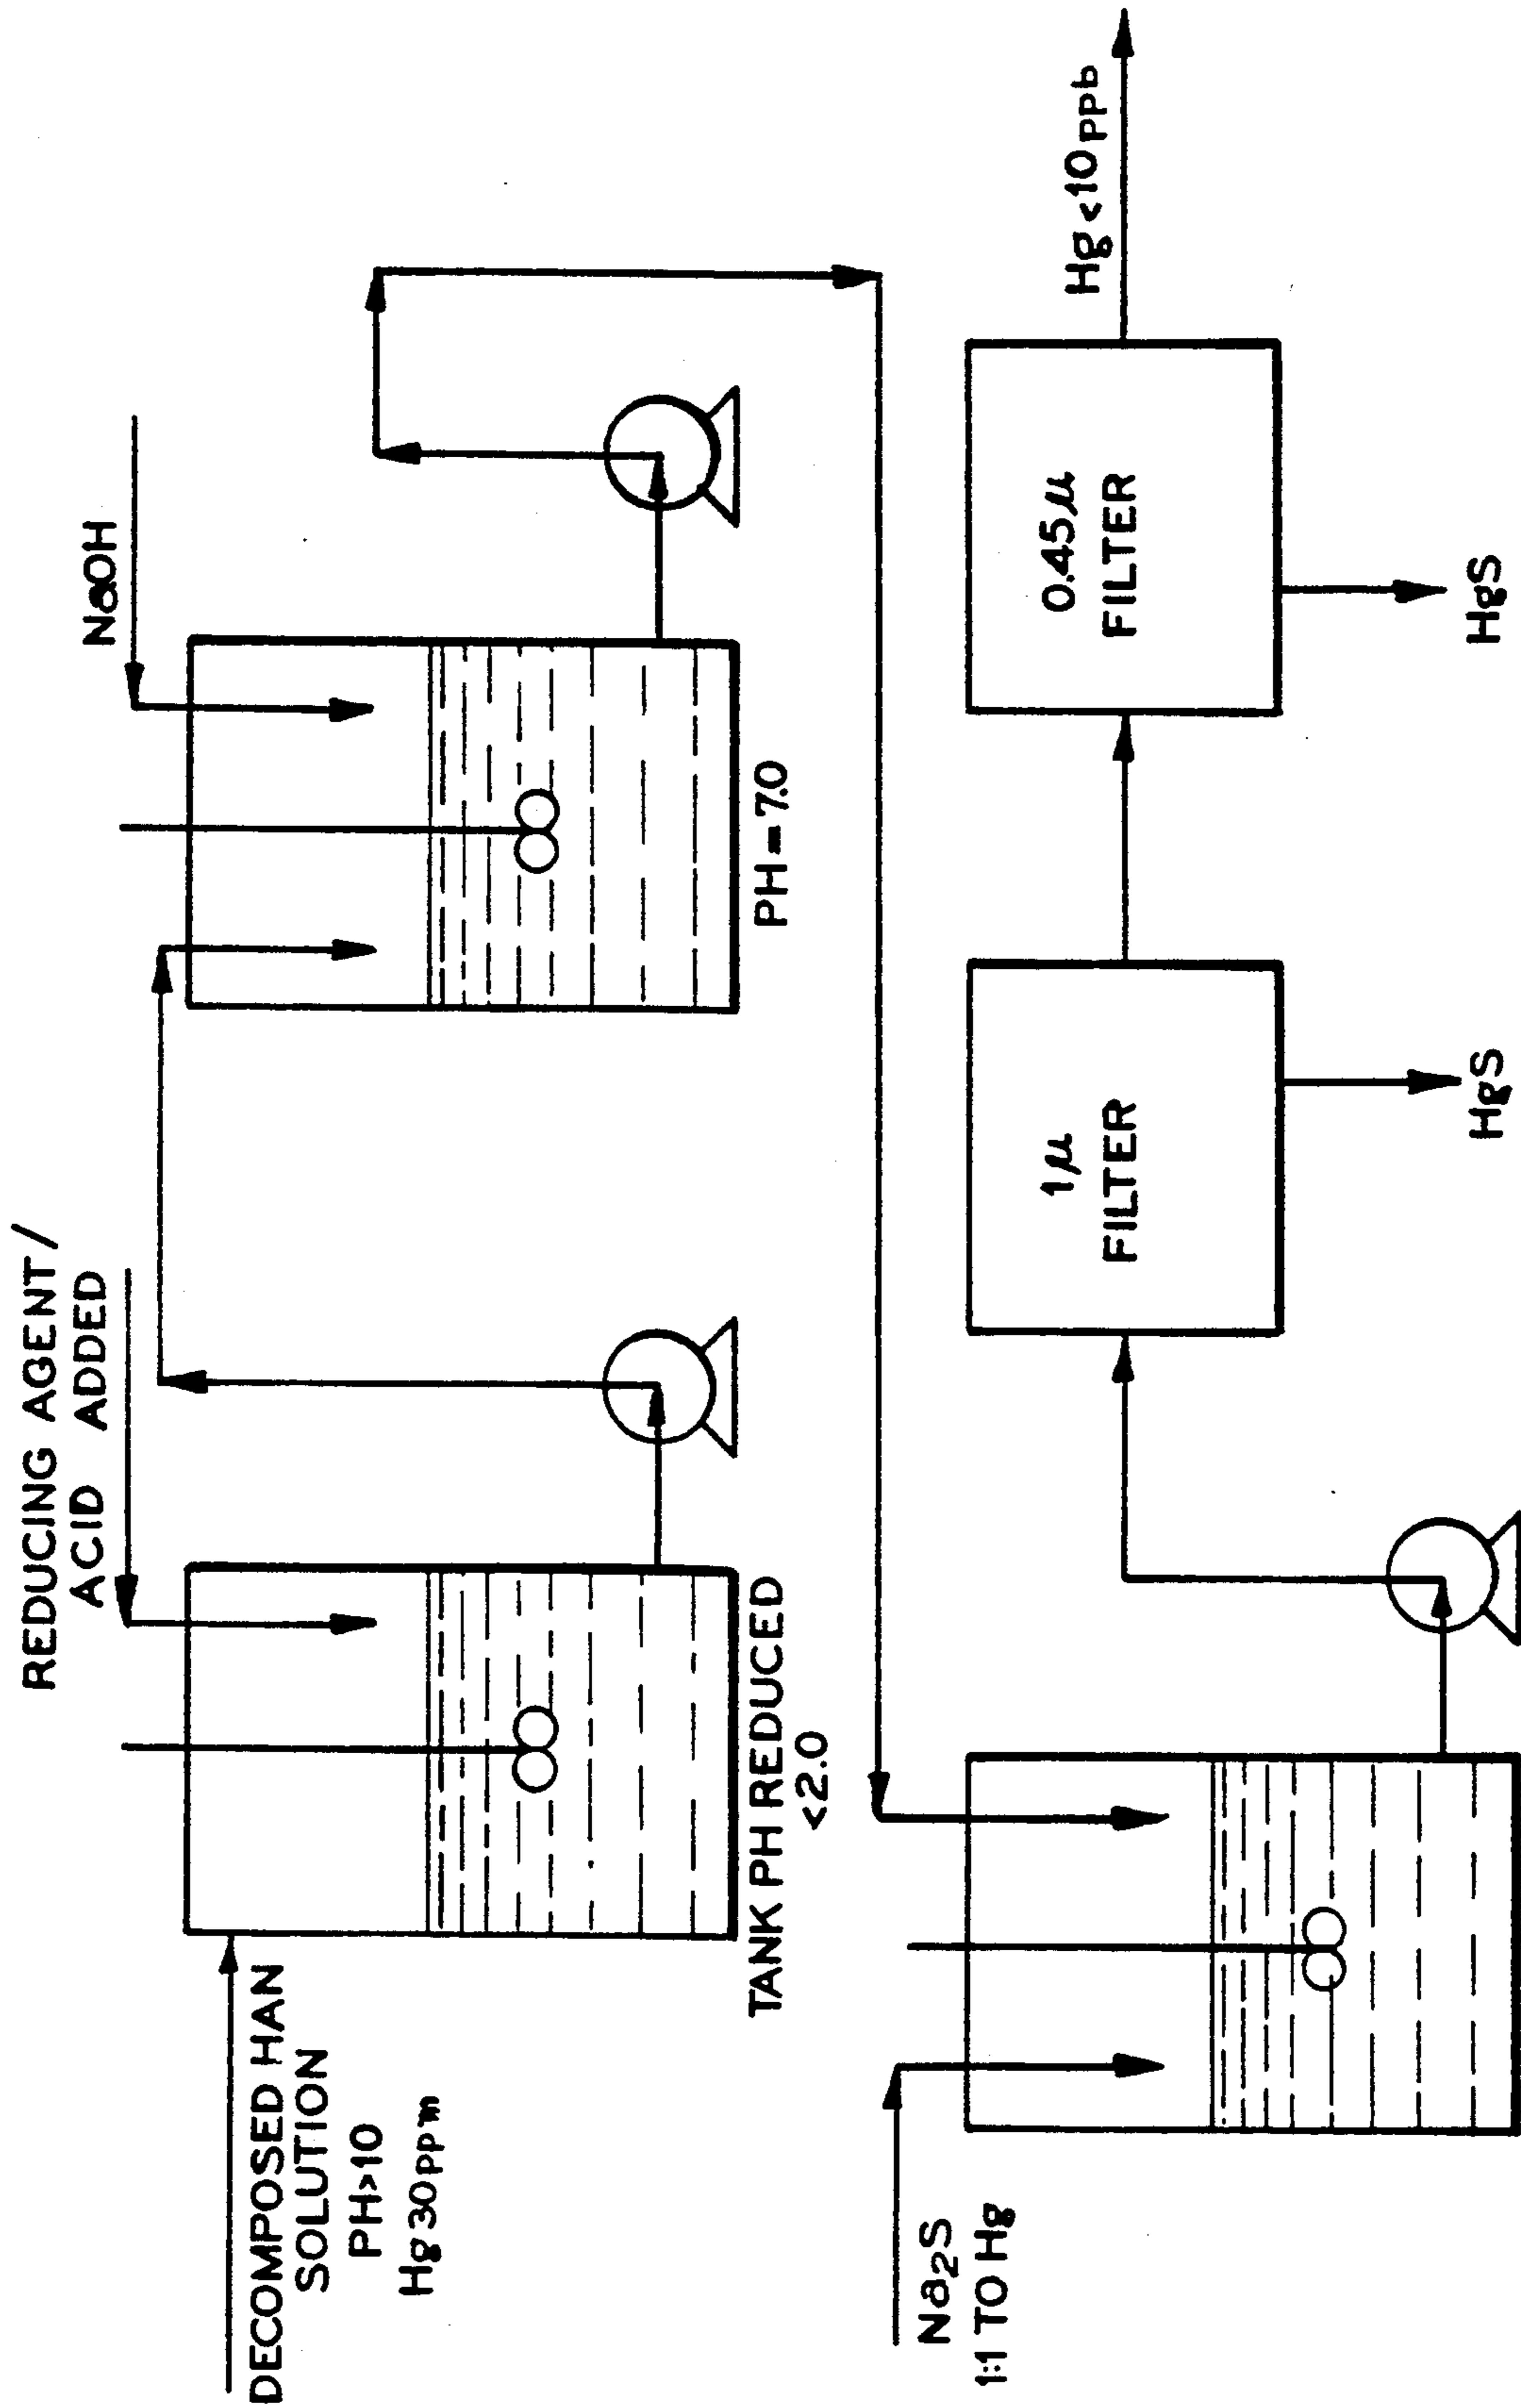 DECOMPOSED HAN
SOLUTION
PH>10
Hg 30ppm
REDUCING AGENT/
ACID ADDED
TANK PH REDUCED
<2.0
NaOH
PH=7.0
Na₂S
1:1 TO Hg
1μ
FILTER
HgS
0.45μ
FILTER
HgS
Hg<10ppb